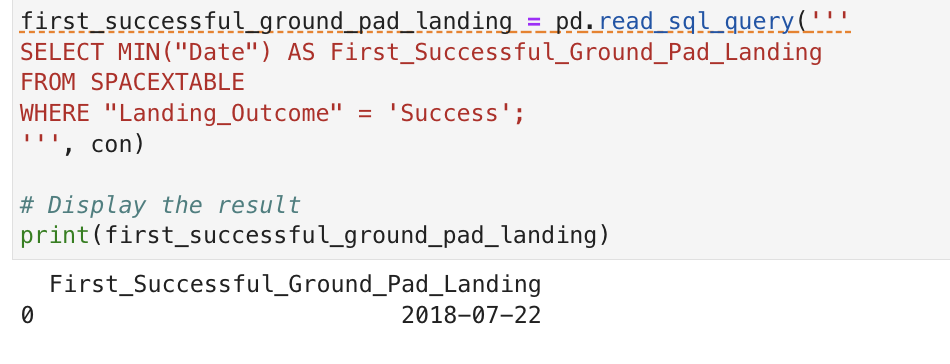 first_successful_ground_pad_landing = pd.read_sql_query('''
SELECT MIN("Date") AS First_Successful_Ground_Pad_Landing
FROM SPACEXTABLE
WHERE "Landing_Outcome" = 'Success';
''', con)
# Display the result
print(first_successful_ground_pad_landing)
First_Successful_Ground_Pad_Landing
0 2018-07-22